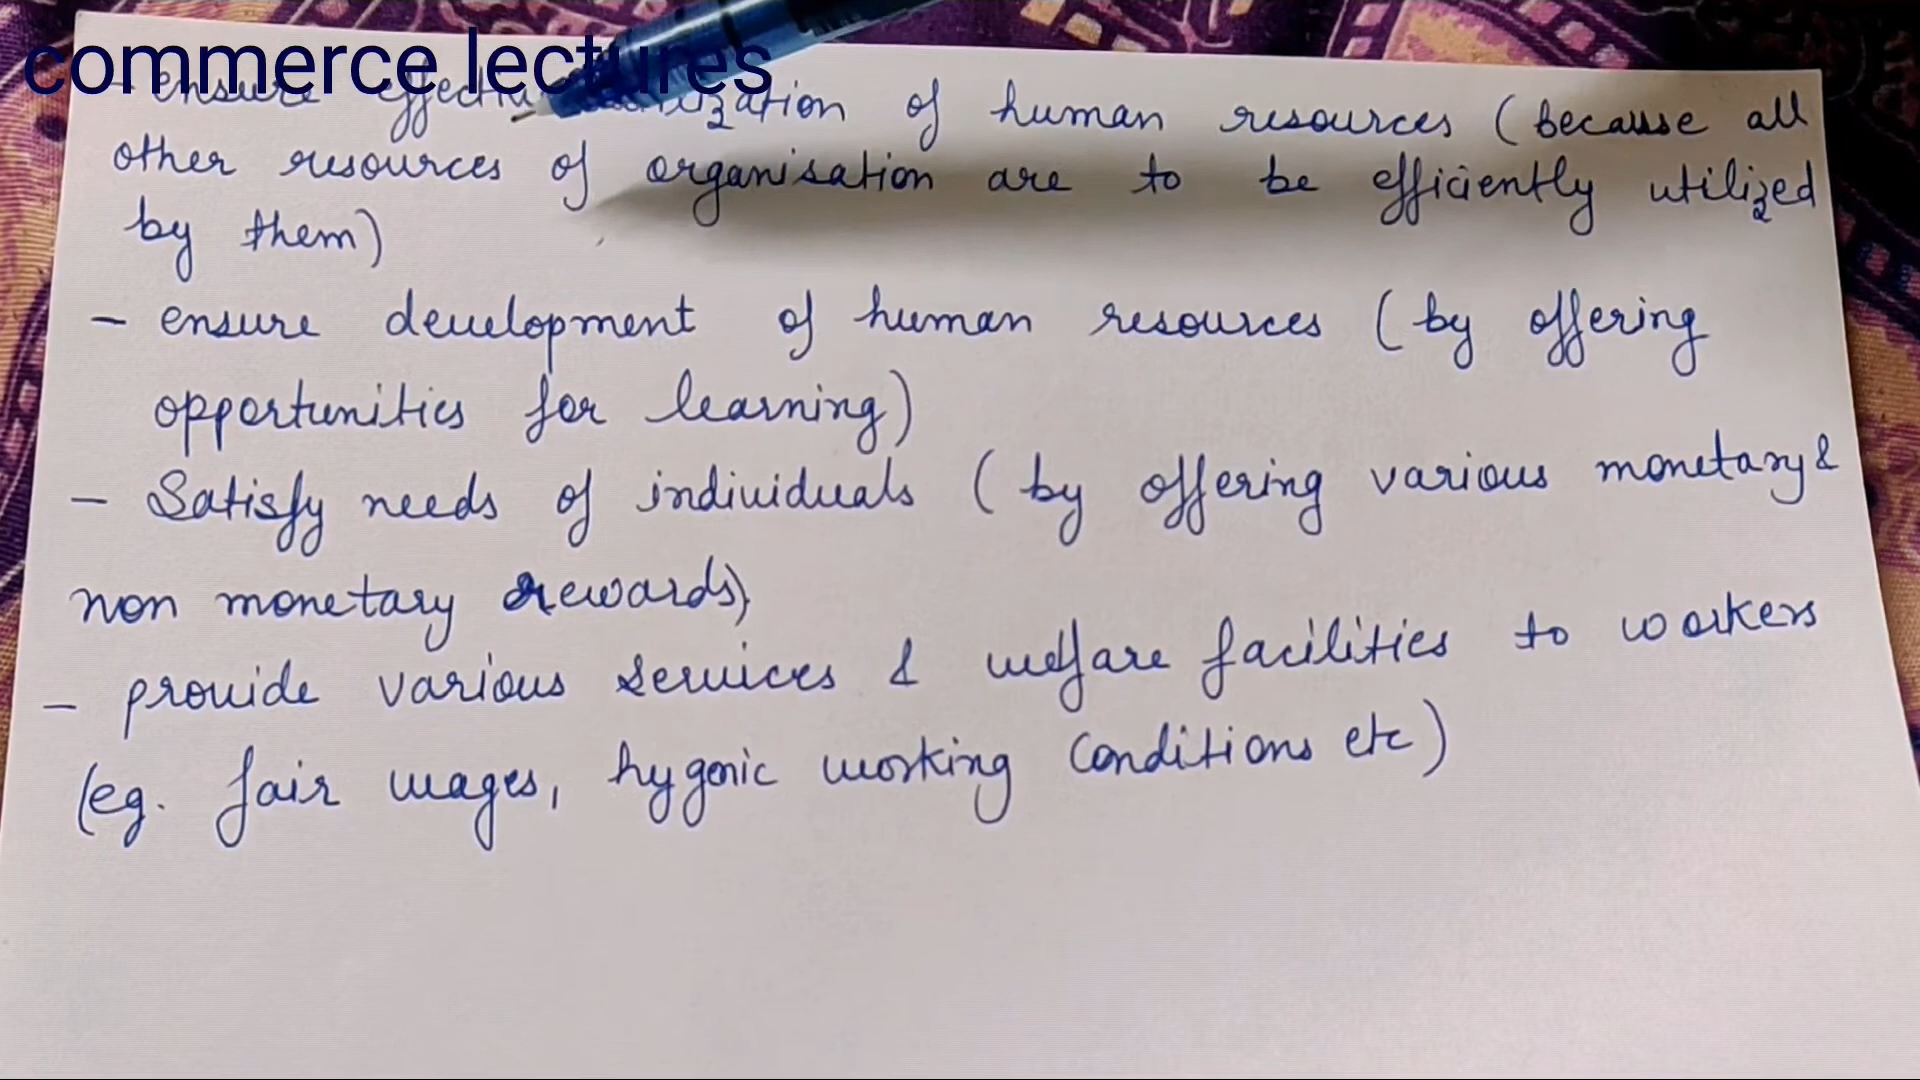 commerce lectures
- ensure of human resources (because all
other resources of organisation are to be efficiently utilized
by them)
- ensure development of human resources (by offering
opportunities for learning)
- Satisfy needs of individuals (by offering various monetary &
non monetary rewards)
- provide various services & welfare facilities to workers
(eg. fair wages, hygenic working conditions etc)